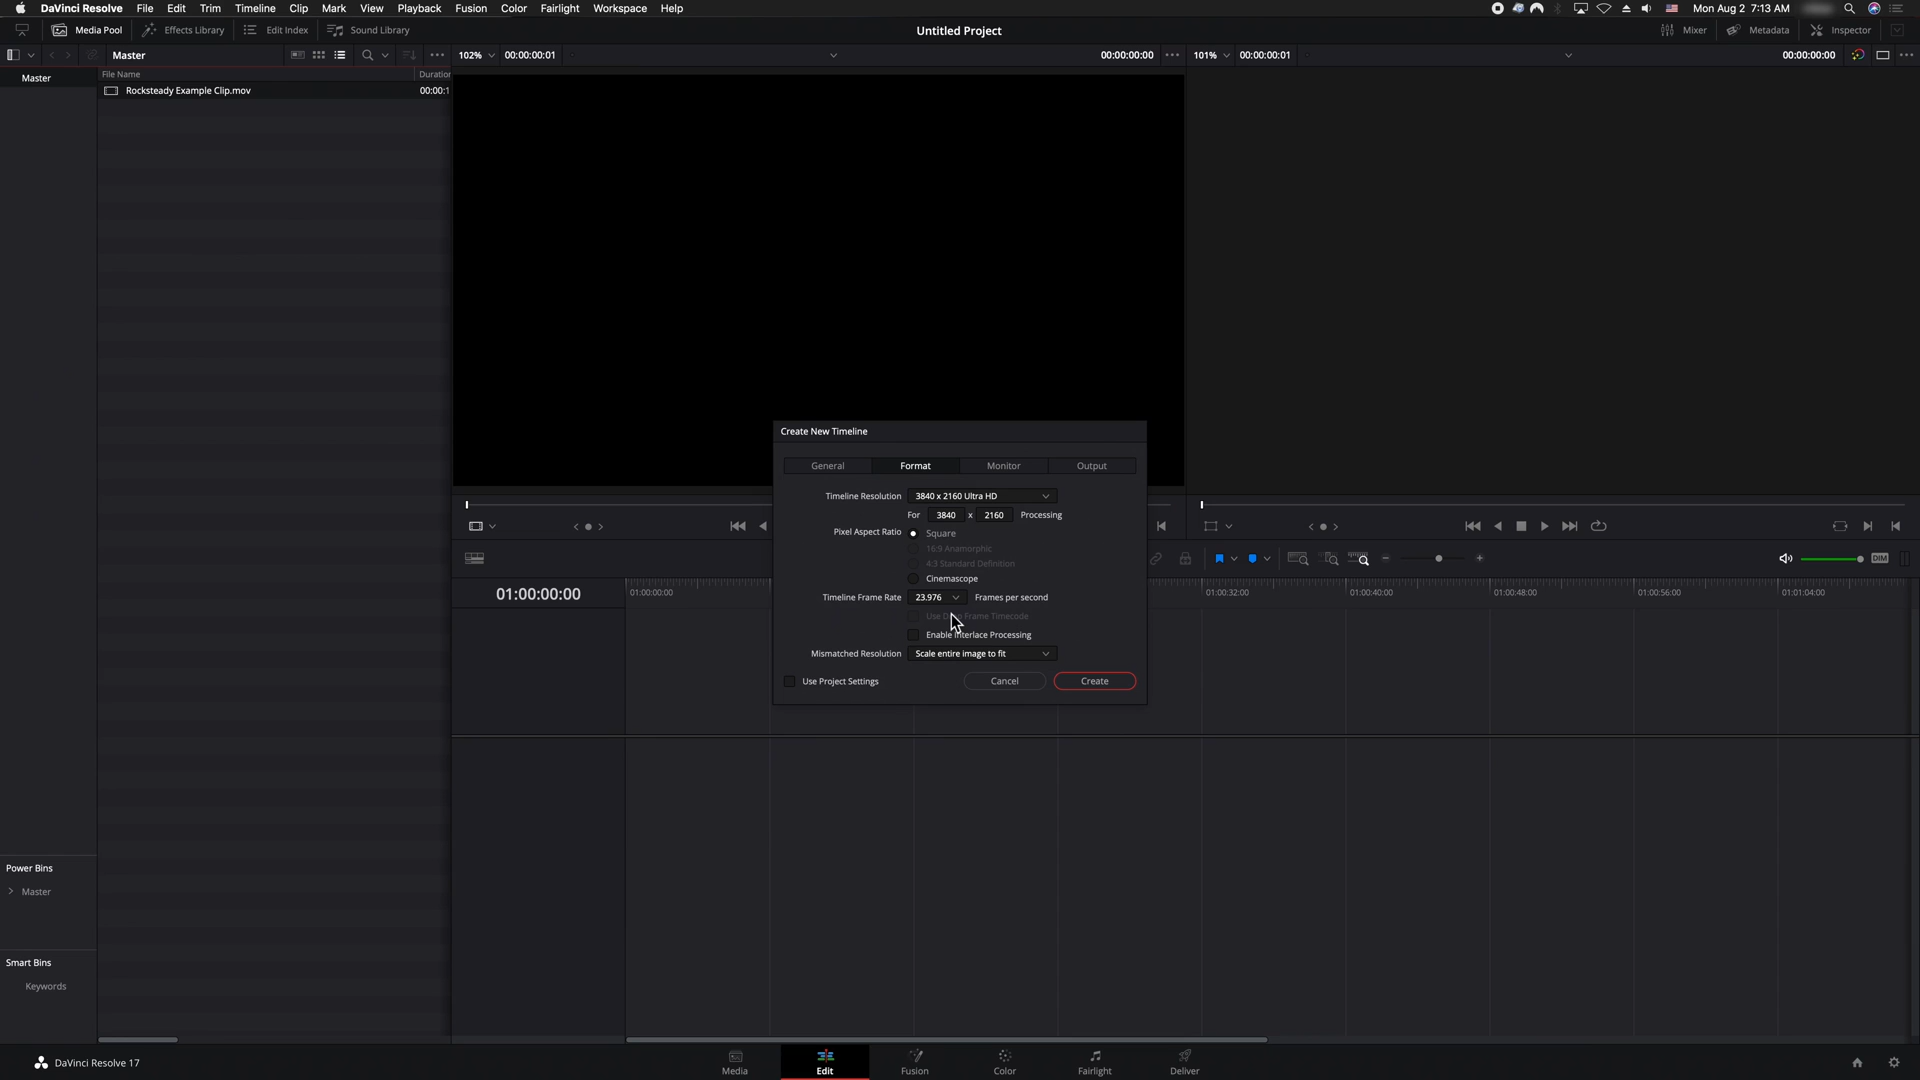 DaVinci Resolve File Edit Trim Timeline Clip Mark View Playback Fusion Color Fairlight Workspace Help Mon Aug 2 7:13 AM
Media Pool Effects Library Edit Index Sound Library Untitled Project Mixer Metadata Inspector
Master 102% 00:00:00:01 00:00:00:00 101% 00:00:00:01 00:00:00:00
Master
File Name Duration
Rocksteady Example Clip.mov 00:00:1
Create New Timeline
General Format Monitor Output
Timeline Resolution 3840 x 2160 Ultra HD
For 3840 x 2160 Processing
Pixel Aspect Ratio Square
16:9 Anamorphic
4:3 Standard Definition
Cinemascope
Timeline Frame Rate 23.976 Frames per second
Use Drop Frame Timecode
Enable Interlace Processing
Mismatched Resolution Scale entire image to fit
Use Project Settings Cancel Create
DIM
01:00:00:00
01:00:00:00 01:00:32:00 01:00:40:00 01:00:48:00 01:00:56:00 01:01:04:00
Power Bins
Master
Smart Bins
Keywords
DaVinci Resolve 17
Media Edit Fusion Color Fairlight Deliver